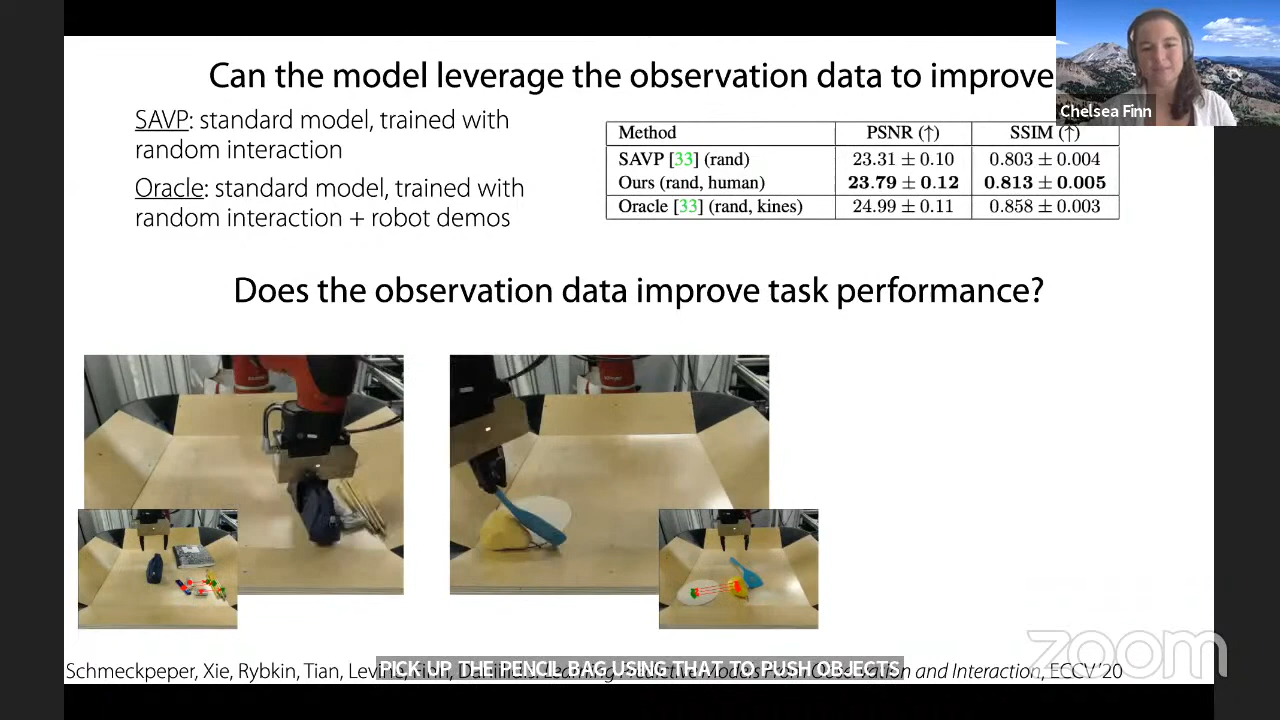 Can the model leverage the observation data to improve
Chelsea Finn
SAVP: standard model, trained with
random interaction
Oracle: standard model, trained with
random interaction + robot demos
Method PSNR (↑) SSIM (↑)
SAVP [33] (rand) 23.31 ± 0.10 0.803 ± 0.004
Ours (rand, human) 23.79 ± 0.12 0.813 ± 0.005
Oracle [33] (rand, kines) 24.99 ± 0.11 0.858 ± 0.003
Does the observation data improve task performance?
zoom
PICK UP THE PENCIL BAG,USING THAT TO PUSH OBJECTS
Schmeckpeper, Xie, Rybkin, Tian, and Interaction, ECCV'20